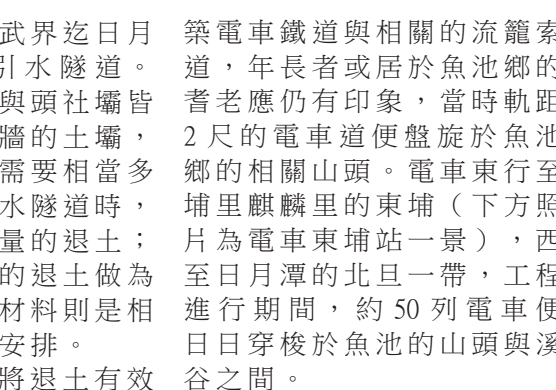 武界迄日月
引水隧道。
與頭社壩皆
牆的土壩，
需要相當多
水隧道時，
量的退土；
的退土做為
材料則是相
安排。
將退土有效
築電車鐵道與相關的流籠索
道，年長者或居於魚池鄉的
耆老應仍有印象，當時軌距
2 尺的電車道便盤旋於魚池
鄉的相關山頭。電車東行至
埔里麒麟里的東埔（下方照
片為電車東埔站一景），西
至日月潭的北旦一帶，工程
進行期間，約 50 列電車便
日日穿梭於魚池的山頭與溪
谷之間。